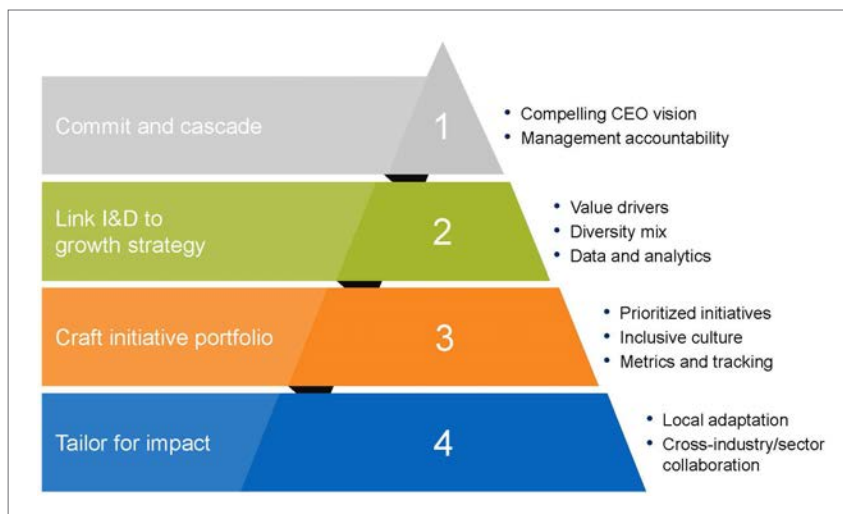 Commit and cascade
1
• Compelling CEO vision
• Management accountability
Link I&D to
growth strategy
2
• Value drivers
• Diversity mix
• Data and analytics
Craft initiative portfolio
3
• Prioritized initiatives
• Inclusive culture
• Metrics and tracking
Tailor for impact
4
• Local adaptation
• Cross-industry/sector
collaboration